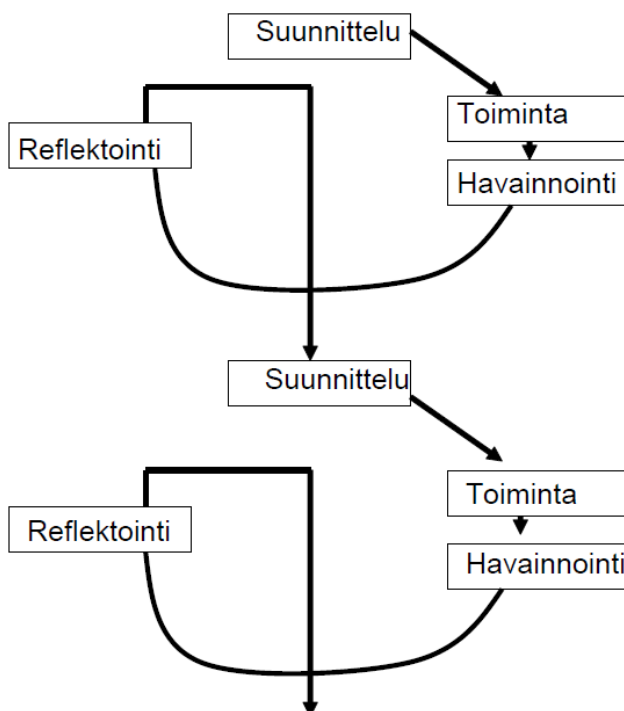 Suunnittelu
Toiminta
Reflektointi
Havainnointi
Suunnittelu
Toiminta
Reflektointi
Havainnointi